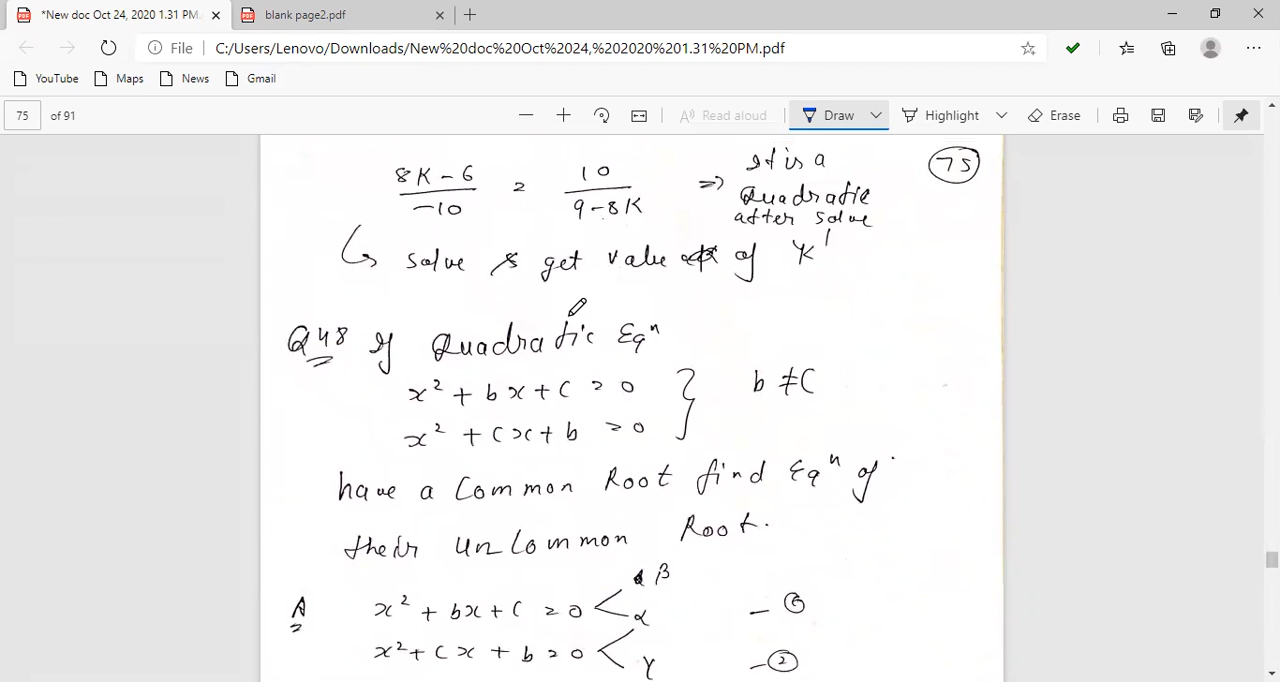 *New doc Oct 24, 2020 1.31 PM.
blank page2.pdf
File
C:/Users/Lenovo/Downloads/New%20doc%20Oct%2024,%202020%201.31%20PM.pdf
YouTube Maps News Gmail
75 of 91
Read aloud Draw Highlight Erase
(8K-6)/-10 = 10/(9-8K) => It is a Quadratic after solve
75
solve & get value of 'K'
Q48 If Quadratic Eqⁿ
x² + bx + c = 0 } b ≠ c
x² + cx + b = 0
have a Common Root find Eqⁿ of
their uncommon Root.
A x² + bx + c = 0 < β α - ①
x² + cx + b = 0 < γ - ②